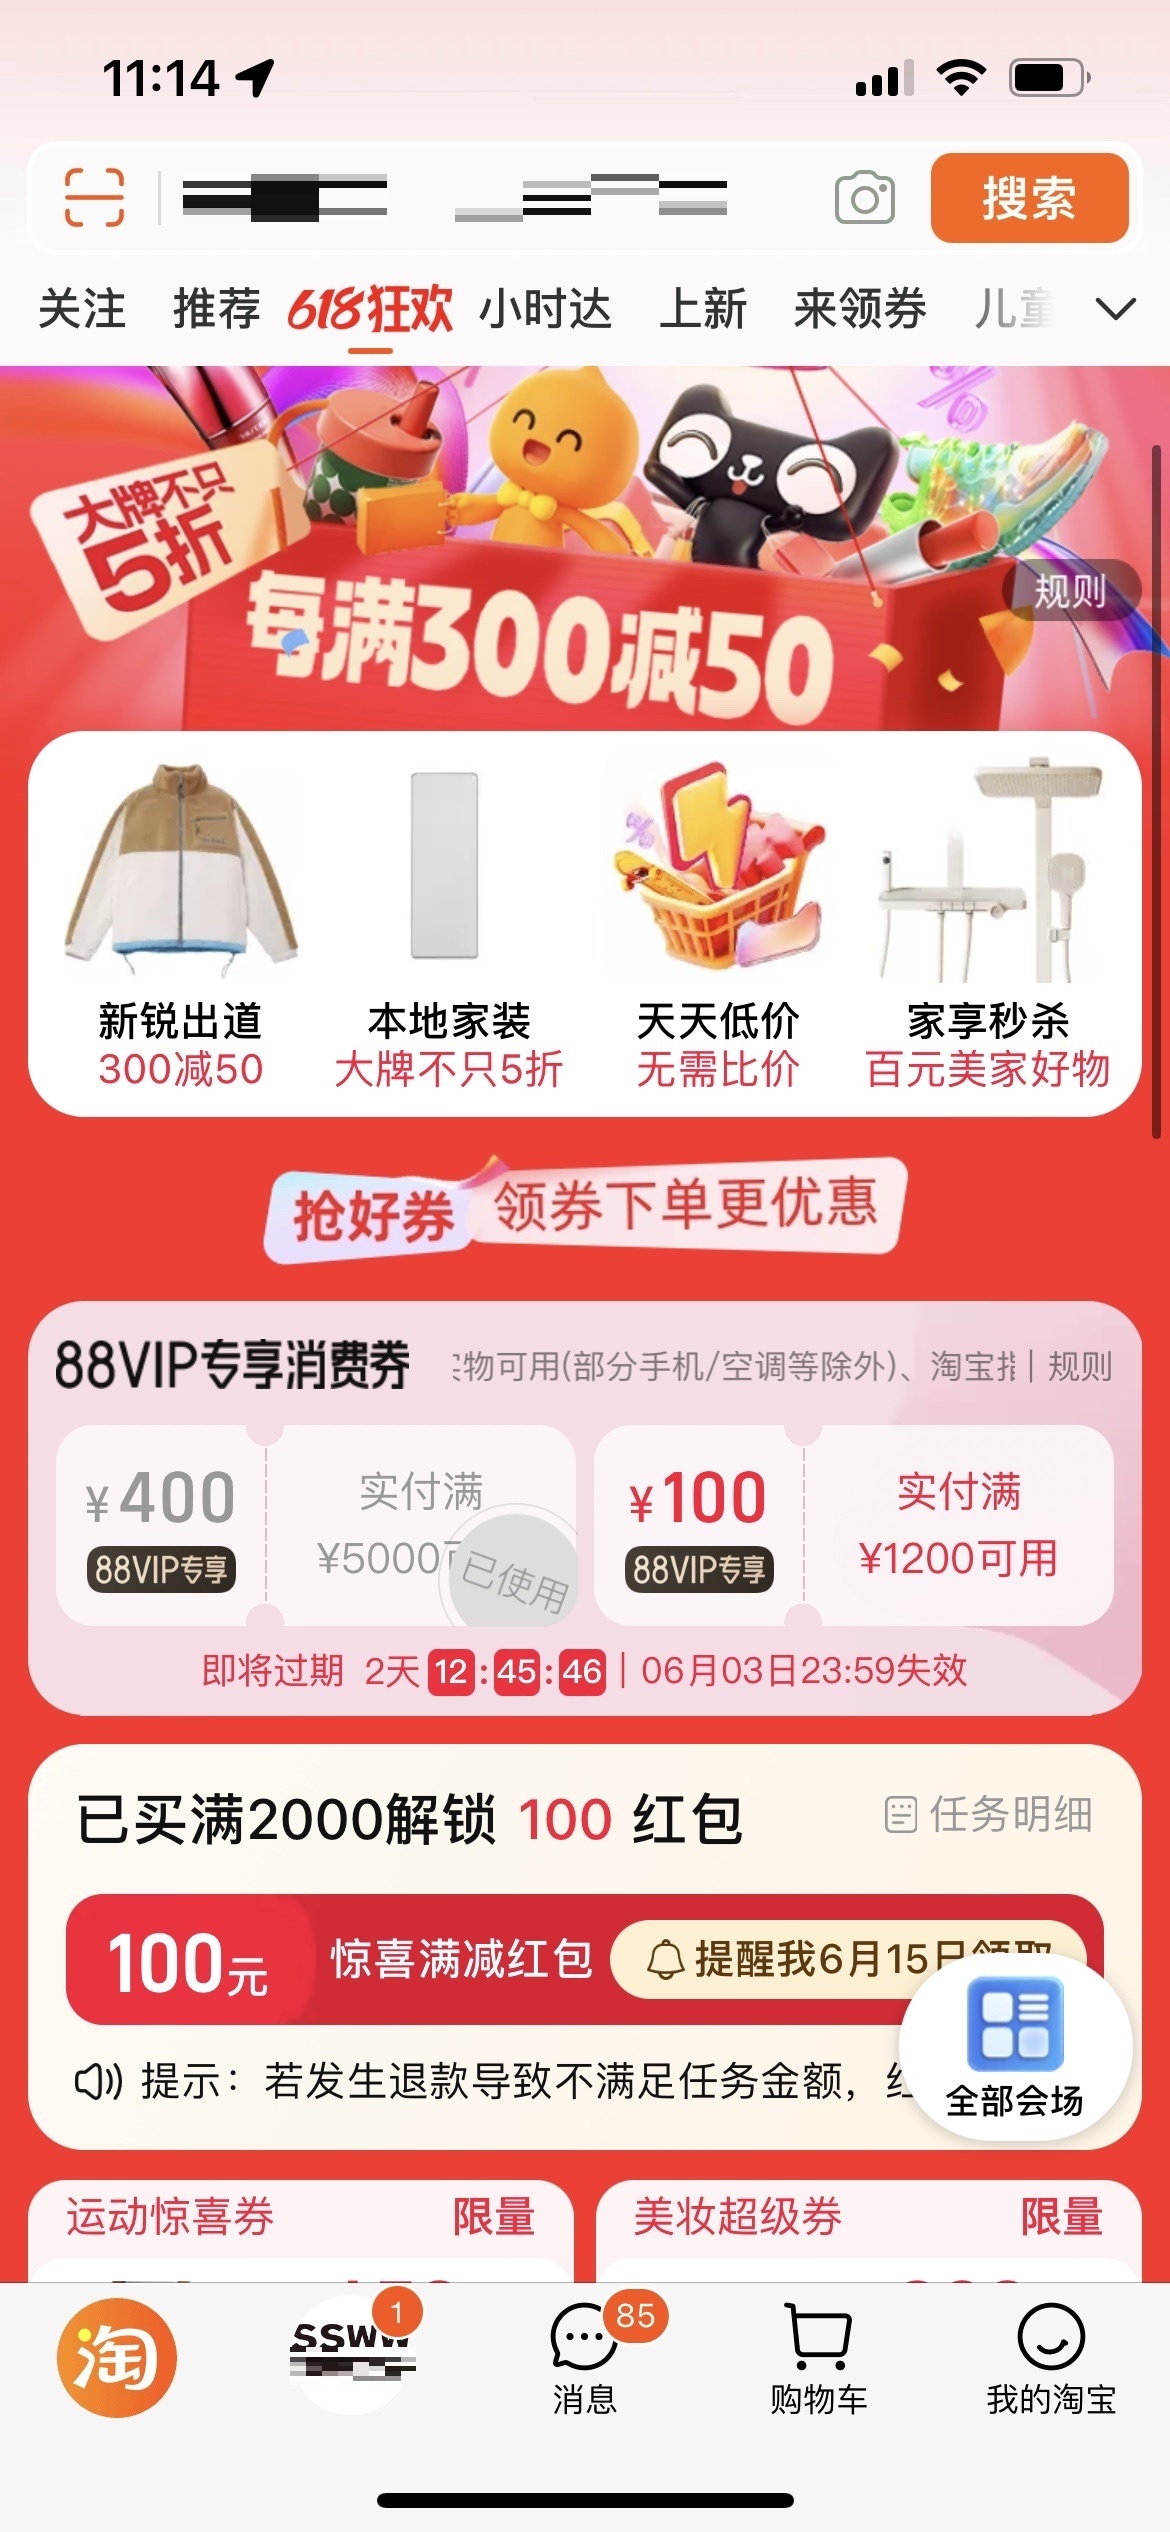 11:14
搜索
关注 推荐 618狂欢 小时达 上新 来领券 儿童
大牌不只
5折
每满300减50
规则
新锐出道 本地家装 天天低价 家享秒杀
300减50 大牌不只5折 无需比价 百元美家好物
抢好券 领券下单更优惠
88VIP专享消费券 物可用(部分手机/空调等除外)、淘宝 | 规则
¥400 实付满 ¥100 实付满
88VIP专享 ¥5000 已使用 88VIP专享 ¥1200可用
即将过期 2天 12:45:46 | 06月03日23:59失效
已买满2000解锁 100 红包 任务明细
100元 惊喜满减红包 提醒我6月15日领取
提示：若发生退款导致不满足任务金额，
全部会场
运动惊喜券 限量 美妆超级券 限量
淘 SSWW 1 消息 85 购物车 我的淘宝